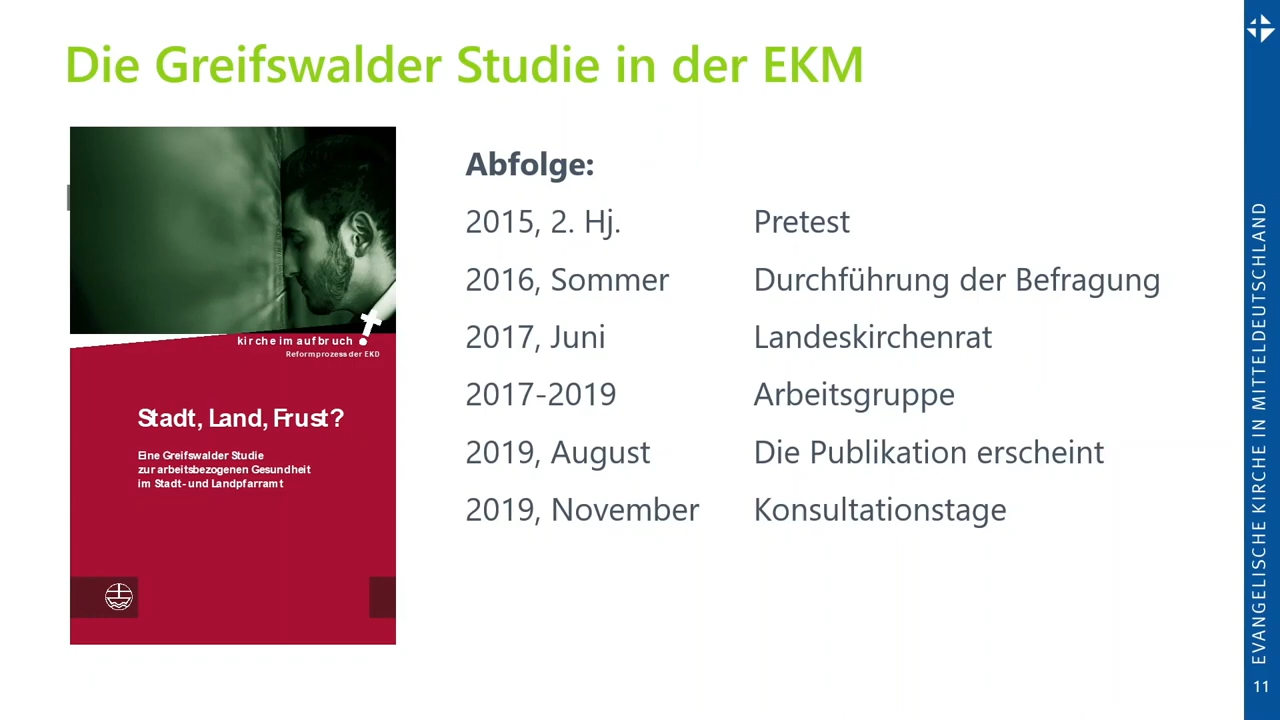 Die Greifswalder Studie in der EKM
kirche im aufbruch
Reformprozess der EKD
Stadt, Land, Frust?
Eine Greifswalder Studie
zur arbeitsbezogenen Gesundheit
im Stadt- und Landpfarramt
Abfolge:
2015, 2. Hj. Pretest
2016, Sommer Durchführung der Befragung
2017, Juni Landeskirchenrat
2017-2019 Arbeitsgruppe
2019, August Die Publikation erscheint
2019, November Konsultationstage
EVANGELISCHE KIRCHE IN MITTELDEUTSCHLAND
11